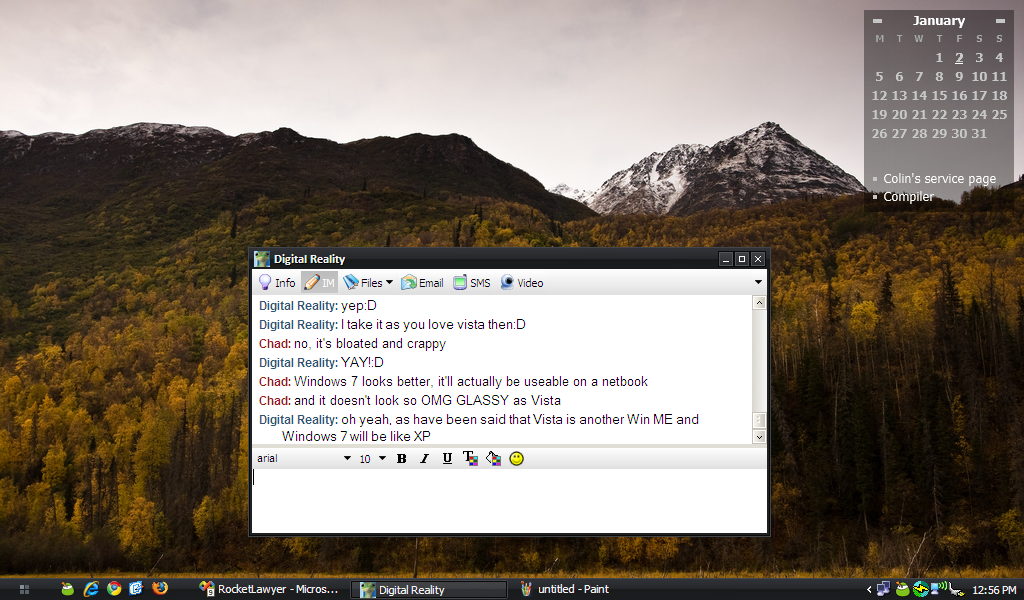 January
M T W T F S S
1 2 3 4
5 6 7 8 9 10 11
12 13 14 15 16 17 18
19 20 21 22 23 24 25
26 27 28 29 30 31
Colin's service page
Compiler
Digital Reality
Info IM Files Email SMS Video
Digital Reality: yep:D
Digital Reality: I take it as you love vista then:D
Chad: no, it's bloated and crappy
Digital Reality: YAY!:D
Chad: Windows 7 looks better, it'll actually be useable on a netbook
Chad: and it doesn't look so OMG GLASSY as Vista
Digital Reality: oh yeah, as have been said that Vista is another Win ME and
Windows 7 will be like XP
arial 10 B I U T
RocketLawyer - Micros... Digital Reality untitled - Paint 12:56 PM